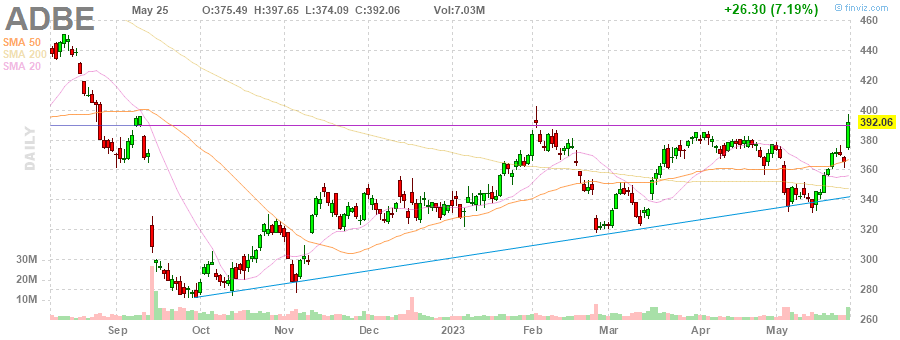 ADBE
May 25 O:375.49 H:397.65 L:374.09 C:392.06 Vol:7.03M +26.30 (7.19%) @ finviz.com
SMA 50
SMA 200
SMA 20
DAILY
460
440
420
400
392.06
380
360
340
320
300
280
260
30M
20M
10M
Sep Oct Nov Dec 2023 Feb Mar Apr May